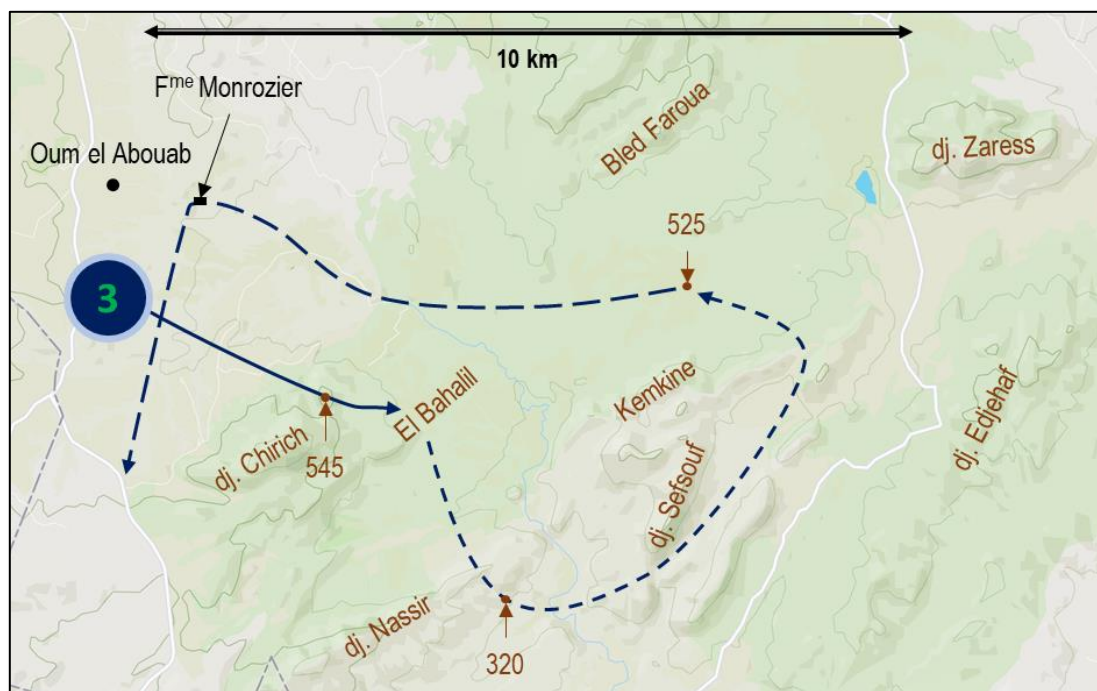 10 km
Fme Monrozier
Bled Faroua
dj. Zaress
Oum el Abouab
525
3
Kemkine
El Bahalil
dj. Edjehaf
dj. Chirich
545
dj. Sefsouf
dj. Nassir
320